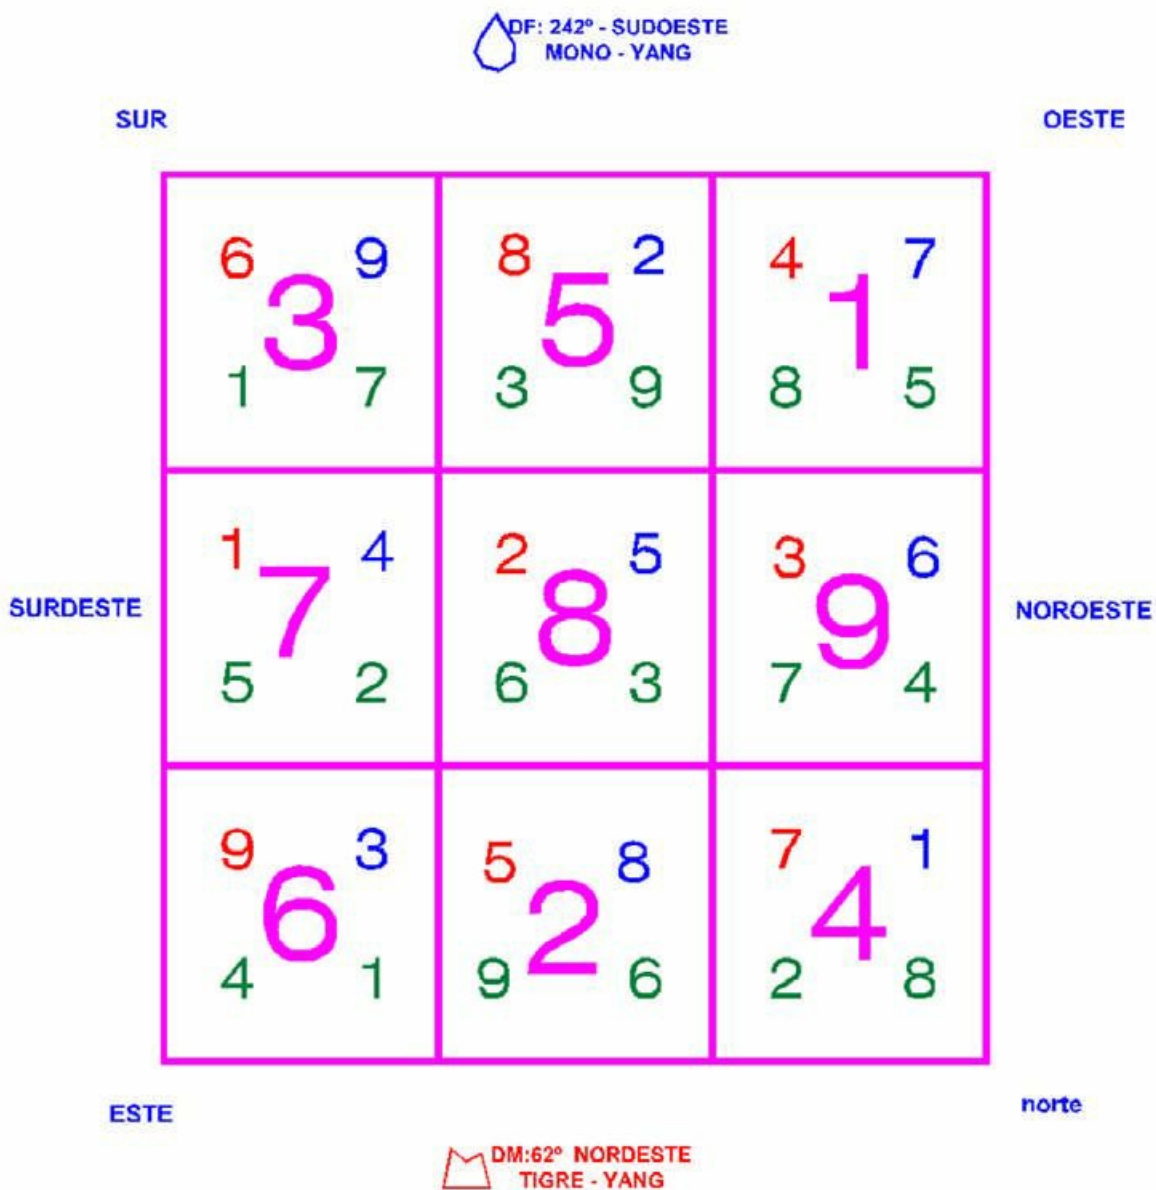 DF: 242º - SUDOESTE
MONO - YANG
SUR
OESTE
6 9 8 2 4 7
3 5 1
1 7 3 9 8 5
1 4 2 5 3 6
SURDESTE 7 8 9 NOROESTE
5 2 6 3 7 4
9 3 5 8 7 1
6 2 4
4 1 9 6 2 8
ESTE
norte
DM:62º NORDESTE
TIGRE - YANG